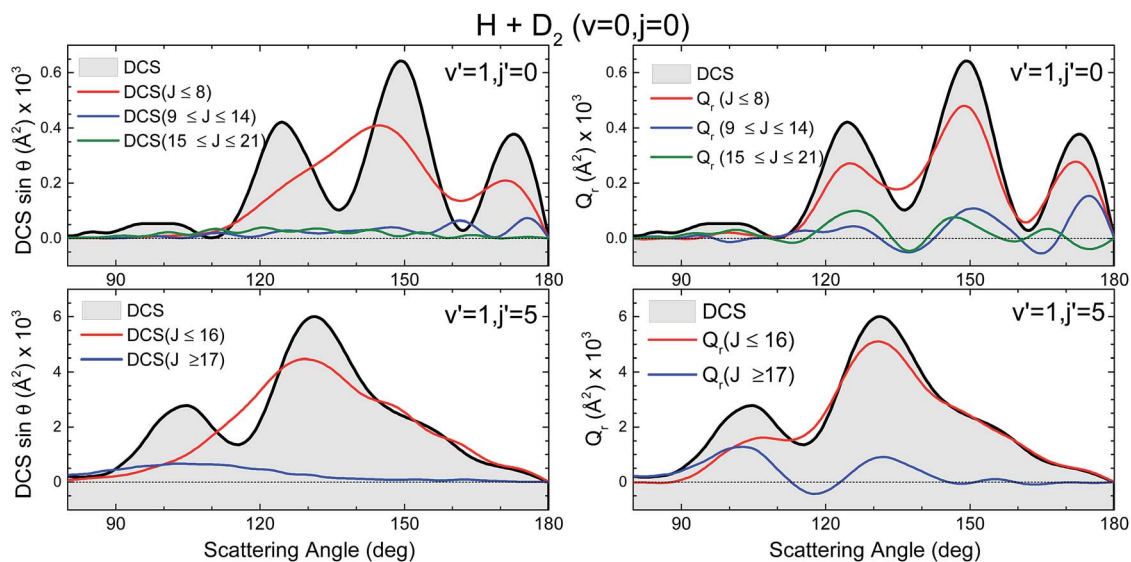 H + D₂ (v=0,j=0)
DCS sin θ (Å²) x 10³
0.6
0.4
0.2
0.0
DCS
DCS(J ≤ 8)
DCS(9 ≤ J ≤ 14)
DCS(15 ≤ J ≤ 21)
v'=1,j'=0
90 120 150 180
Qᵣ (Å²) x 10³
0.6
0.4
0.2
0.0
DCS
Qᵣ (J ≤ 8)
Qᵣ (9 ≤ J ≤ 14)
Qᵣ (15 ≤ J ≤ 21)
v'=1,j'=0
90 120 150 180
DCS sin θ (Å²) x 10³
6
4
2
0
DCS
DCS(J ≤ 16)
DCS(J ≥17)
v'=1,j'=5
90 120 150 180
Scattering Angle (deg)
Qᵣ (Å²) x 10³
6
4
2
0
DCS
Qᵣ(J ≤ 16)
Qᵣ(J ≥17)
v'=1,j'=5
90 120 150 180
Scattering Angle (deg)